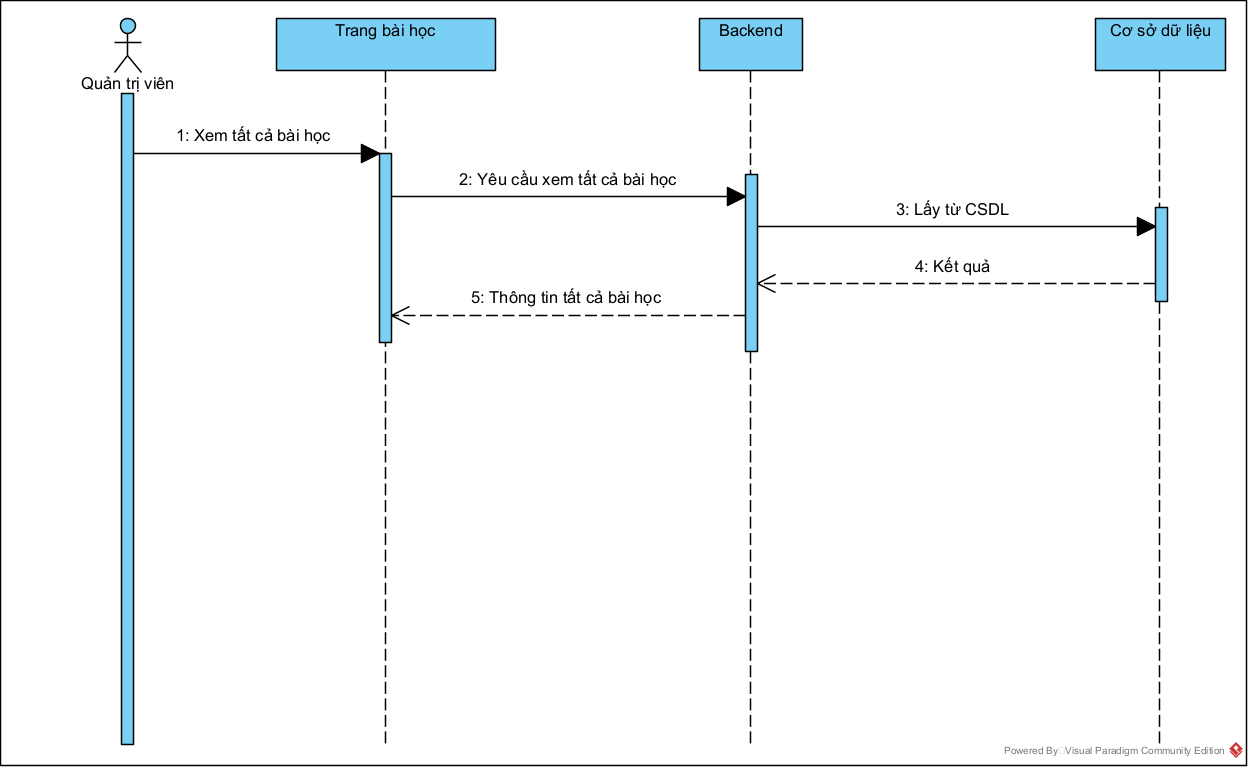 Trang bài học
Backend
Cơ sở dữ liệu
Quản trị viên
1: Xem tất cả bài học
2: Yêu cầu xem tất cả bài học
3: Lấy từ CSDL
4: Kết quả
5: Thông tin tất cả bài học
Powered By Visual Paradigm Community Edition